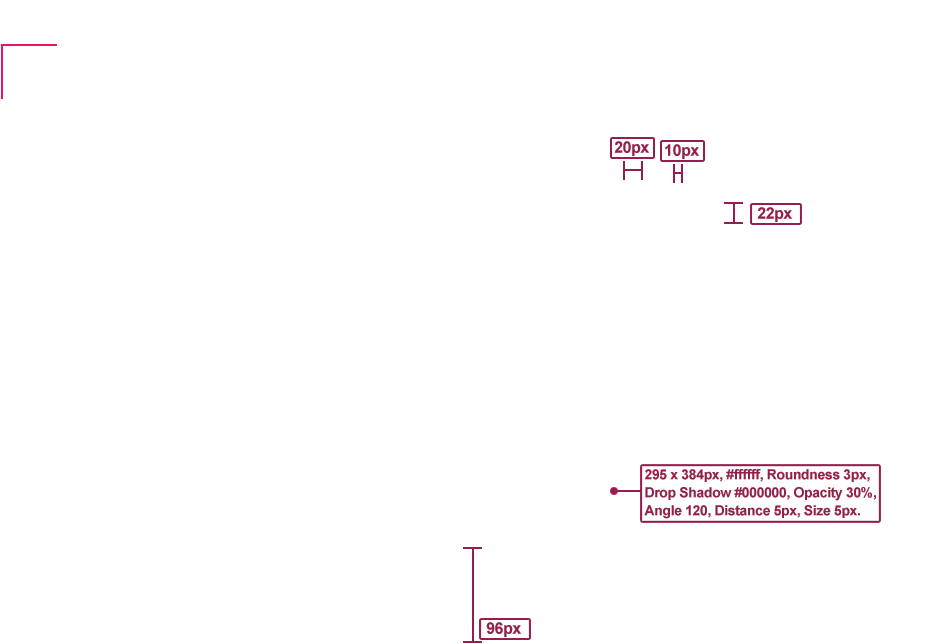 20px
10px
22px
295 x 384px, #ffffff, Roundness 3px,
Drop Shadow #000000, Opacity 30%,
Angle 120, Distance 5px, Size 5px.
96px